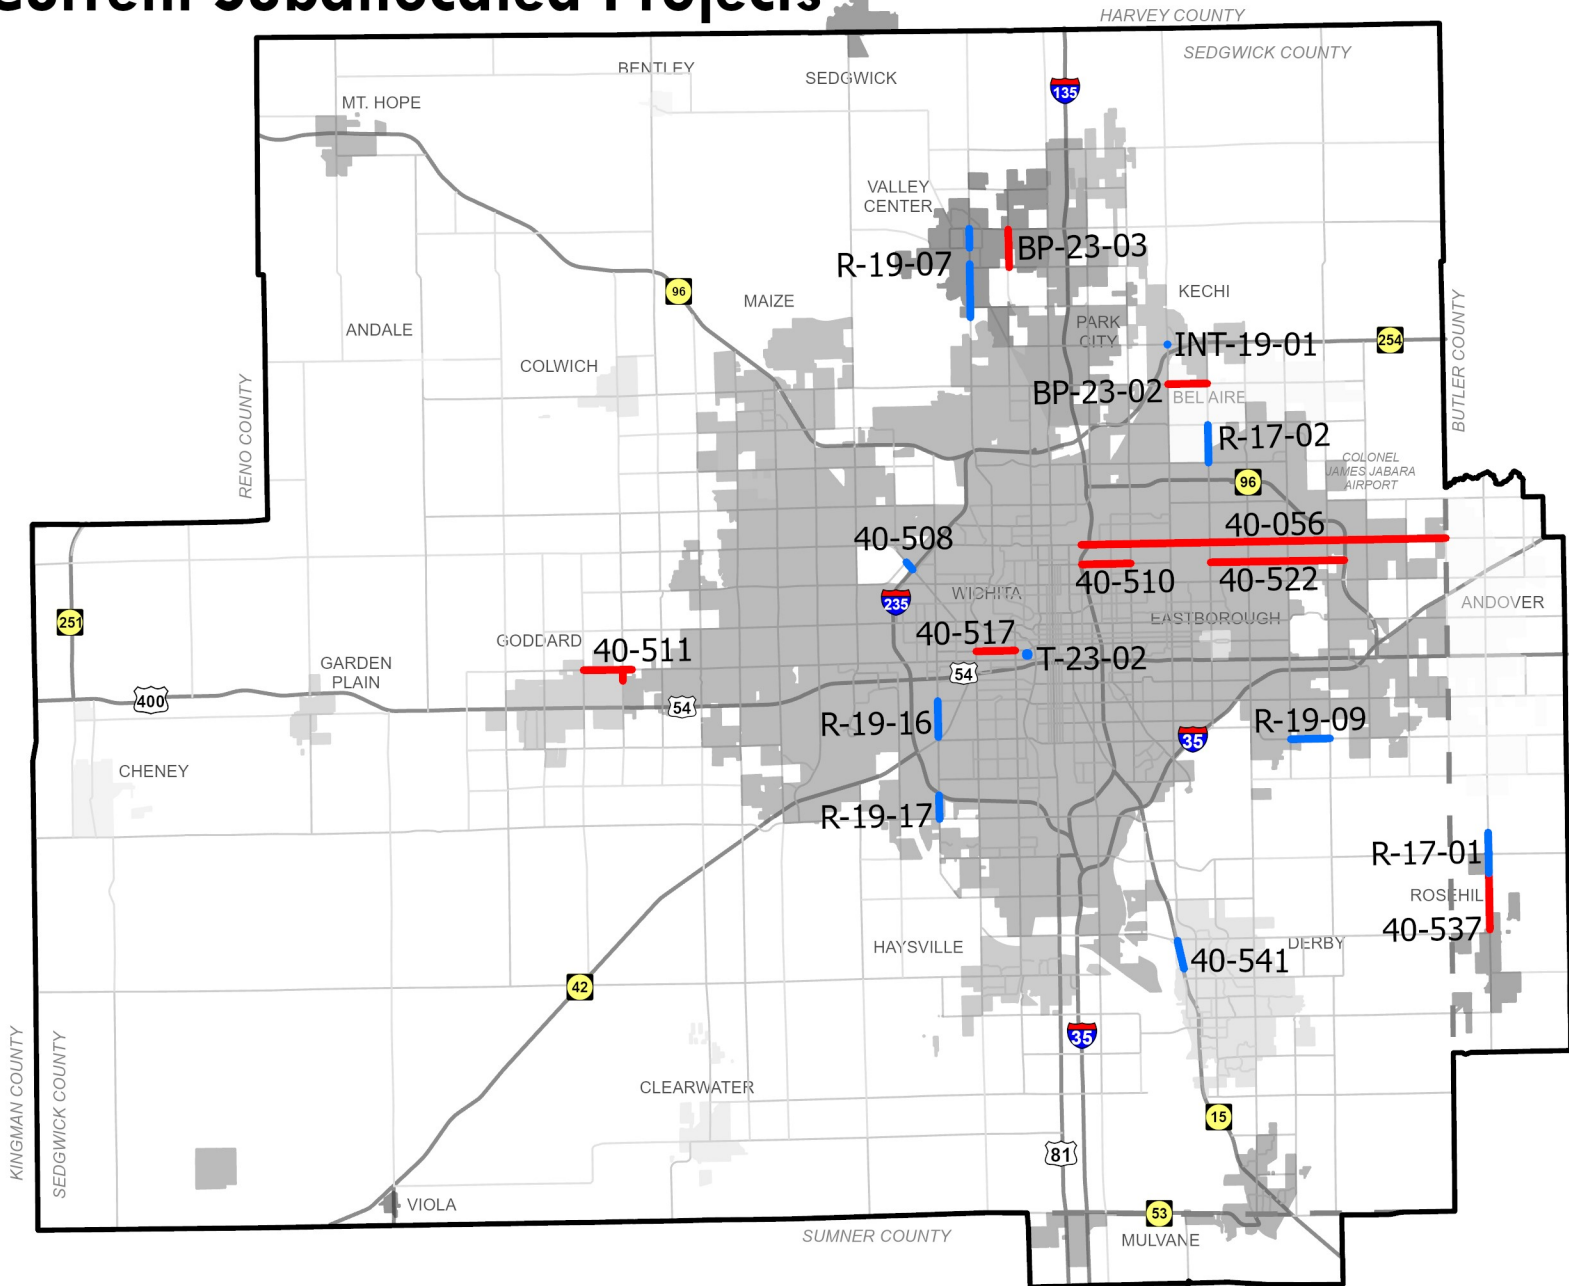 Current Suballocated Projects
HARVEY COUNTY
SEDGWICK COUNTY
BENTLEY
SEDGWICK
135
MT. HOPE
VALLEY
CENTER
BP-23-03
R-19-07
96
MAIZE
KECHI
ANDALE
PARK
CITY
INT-19-01
254
COLWICH
BP-23-02
BEL AIRE
RENO COUNTY
BUTLER COUNTY
R-17-02
COLONEL
JAMES JABARA
AIRPORT
96
40-508
40-056
40-510
40-522
235
WICHITA
251
EASTBOROUGH
ANDOVER
GODDARD
40-511
40-517
T-23-02
GARDEN
PLAIN
54
400
54
R-19-16
R-19-09
35
CHENEY
R-19-17
R-17-01
ROSEHIL
40-537
HAYSVILLE
DERBY
40-541
42
35
KINGMAN COUNTY
SEDGWICK COUNTY
CLEARWATER
15
81
VIOLA
53
SUMNER COUNTY
MULVANE